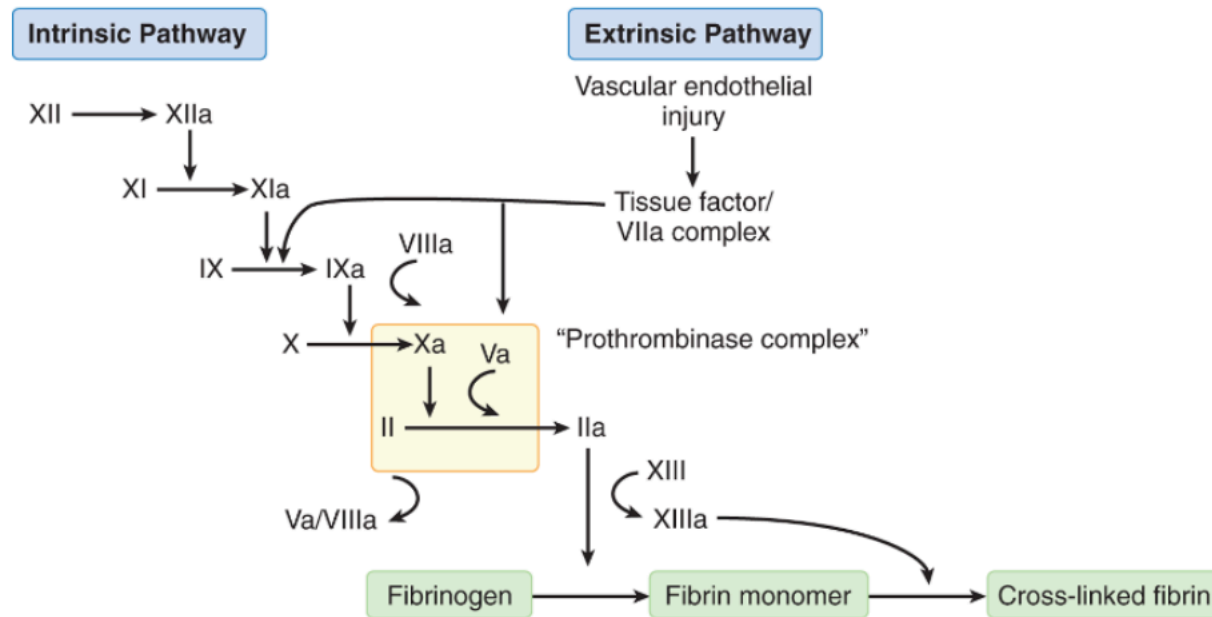 Intrinsic Pathway
Extrinsic Pathway
Vascular endothelial
injury
XII
XIIa
XI
XIa
Tissue factor/
VIIa complex
VIIIa
IX
IXa
X
Xa
Va
“Prothrombinase complex”
II
IIa
XIII
Va/VIIIa
XIIIa
Fibrinogen
Fibrin monomer
Cross-linked fibrin